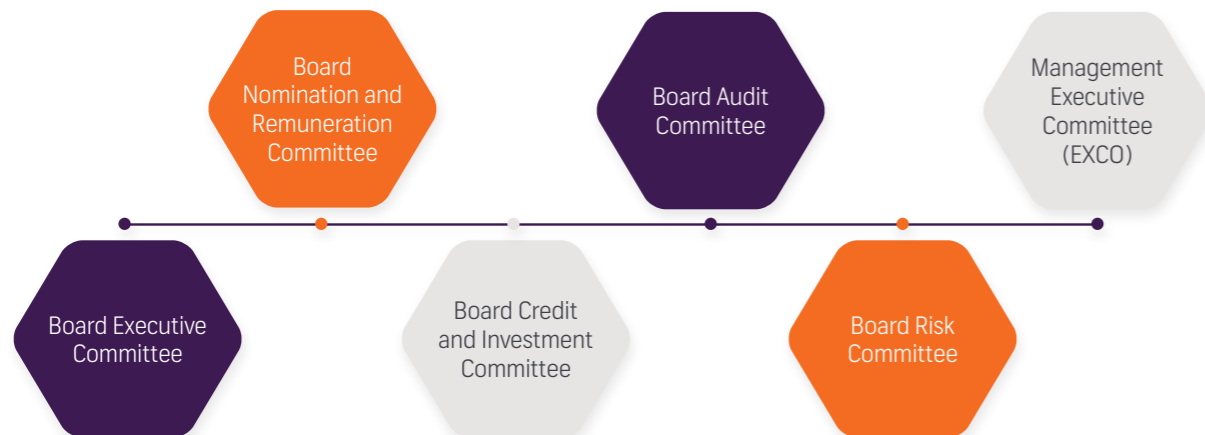 Board
Nomination and
Remuneration
Committee
Board Audit
Committee
Management
Executive
Committee
(EXCO)
Board Executive
Committee
Board Credit
and Investment
Committee
Board Risk
Committee